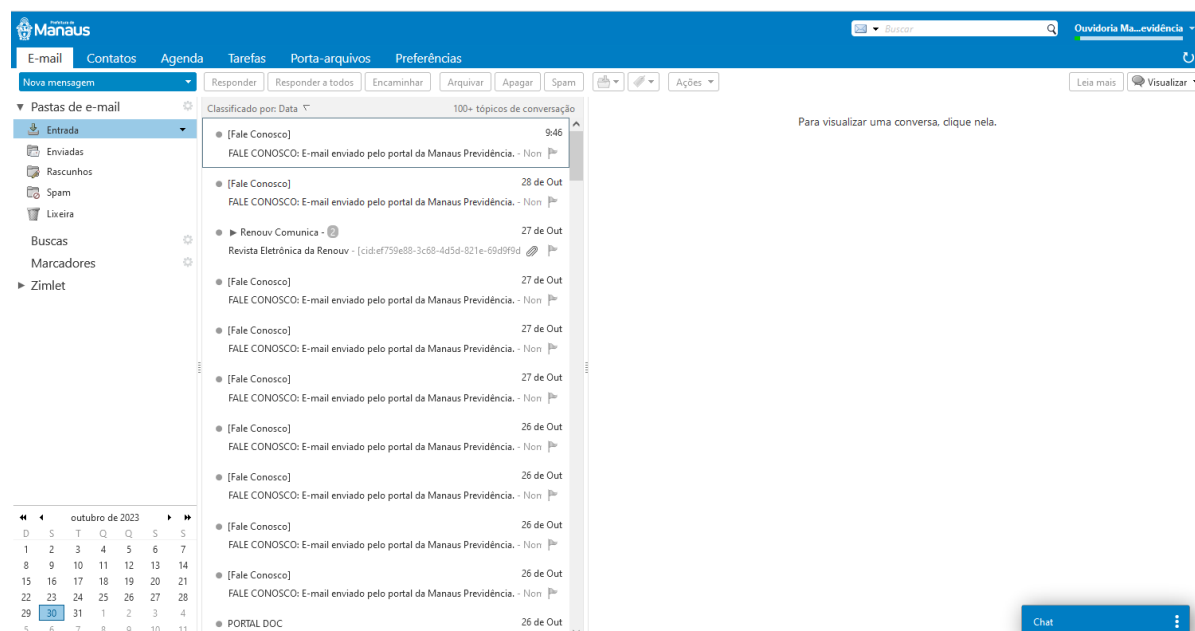 Prefeitura de
Manaus
Buscar
Ouvidoria Ma...evidência
E-mail Contatos Agenda Tarefas Porta-arquivos Preferências
Nova mensagem Responder Responder a todos Encaminhar Arquivar Apagar Spam Ações Leia mais Visualizar
Pastas de e-mail
Entrada
Enviadas
Rascunhos
Spam
Lixeira
Buscas
Marcadores
Zimlet
Classificado por: Data 100+ tópicos de conversação
[Fale Conosco] 9:46
FALE CONOSCO: E-mail enviado pelo portal da Manaus Previdência. - Non
[Fale Conosco] 28 de Out
FALE CONOSCO: E-mail enviado pelo portal da Manaus Previdência. - Non
Renouv Comunica - 2 27 de Out
Revista Eletrônica da Renouv - [cid:ef759e88-3c68-4d5d-821e-69d9f9d
[Fale Conosco] 27 de Out
FALE CONOSCO: E-mail enviado pelo portal da Manaus Previdência. - Non
[Fale Conosco] 27 de Out
FALE CONOSCO: E-mail enviado pelo portal da Manaus Previdência. - Non
[Fale Conosco] 27 de Out
FALE CONOSCO: E-mail enviado pelo portal da Manaus Previdência. - Non
[Fale Conosco] 26 de Out
FALE CONOSCO: E-mail enviado pelo portal da Manaus Previdência. - Non
[Fale Conosco] 26 de Out
FALE CONOSCO: E-mail enviado pelo portal da Manaus Previdência. - Non
[Fale Conosco] 26 de Out
FALE CONOSCO: E-mail enviado pelo portal da Manaus Previdência. - Non
[Fale Conosco] 26 de Out
FALE CONOSCO: E-mail enviado pelo portal da Manaus Previdência. - Non
PORTAL DOC 26 de Out
Para visualizar uma conversa, clique nela.
outubro de 2023
D S T Q Q S S
1 2 3 4 5 6 7
8 9 10 11 12 13 14
15 16 17 18 19 20 21
22 23 24 25 26 27 28
29 30 31 1 2 3 4
5 6 7 8 9 10 11
Chat